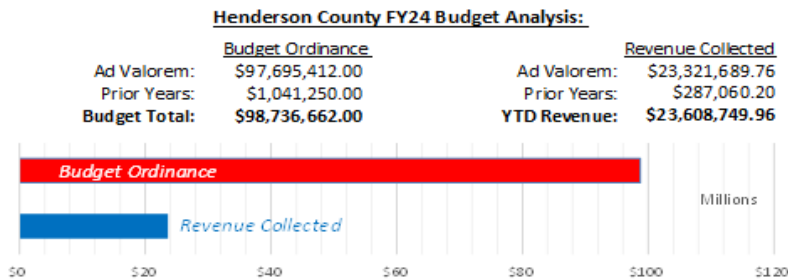 Henderson County FY24 Budget Analysis:
Budget Ordinance Revenue Collected
Ad Valorem: $97,695,412.00 Ad Valorem: $23,321,689.76
Prior Years: $1,041,250.00 Prior Years: $287,060.20
Budget Total: $98,736,662.00 YTD Revenue: $23,608,749.96
Budget Ordinance
Millions
Revenue Collected
$0 $20 $40 $60 $80 $100 $120